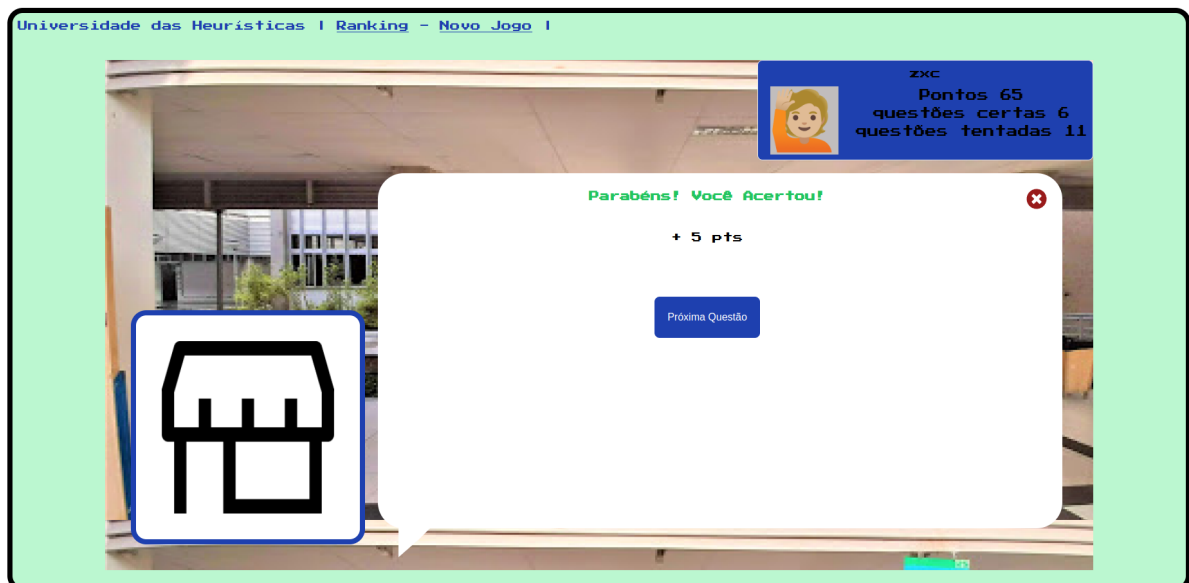 Universidade das Heurísticas | Ranking - Novo Jogo |
zxc
Pontos 65
questões certas 6
questões tentadas 11
Parabéns! Você Acertou!
+ 5 pts
Próxima Questão